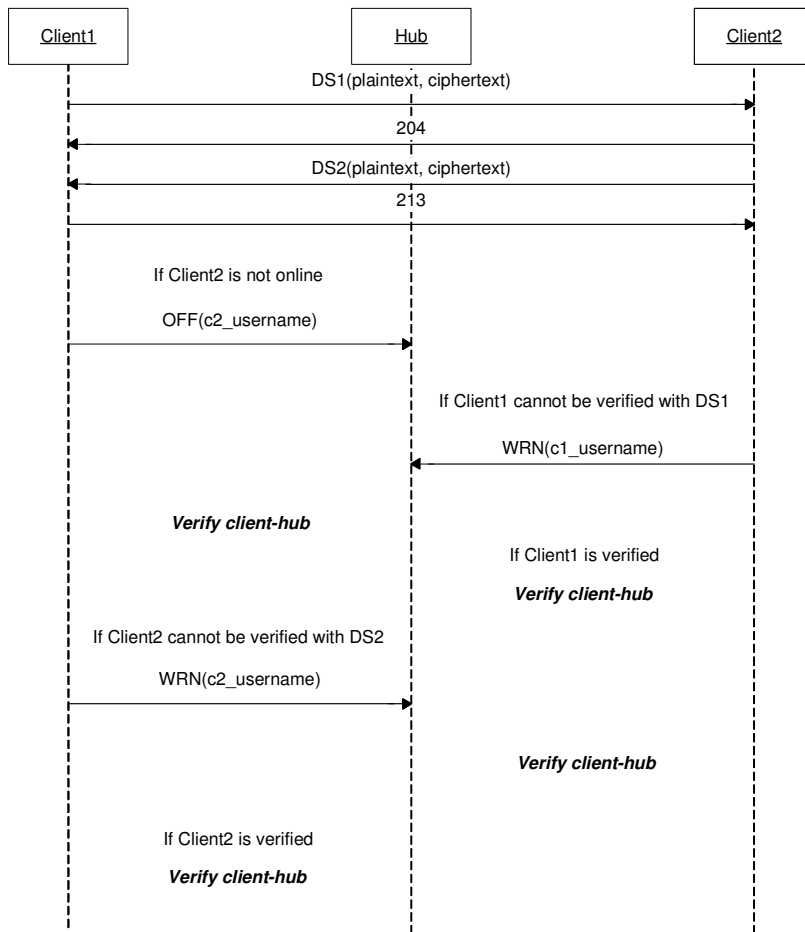 Client1
Hub
Client2
DS1(plaintext, ciphertext)
204
DS2(plaintext, ciphertext)
213
If Client2 is not online
OFF(c2_username)
If Client1 cannot be verified with DS1
WRN(c1_username)
Verify client-hub
If Client1 is verified
Verify client-hub
If Client2 cannot be verified with DS2
WRN(c2_username)
Verify client-hub
If Client2 is verified
Verify client-hub